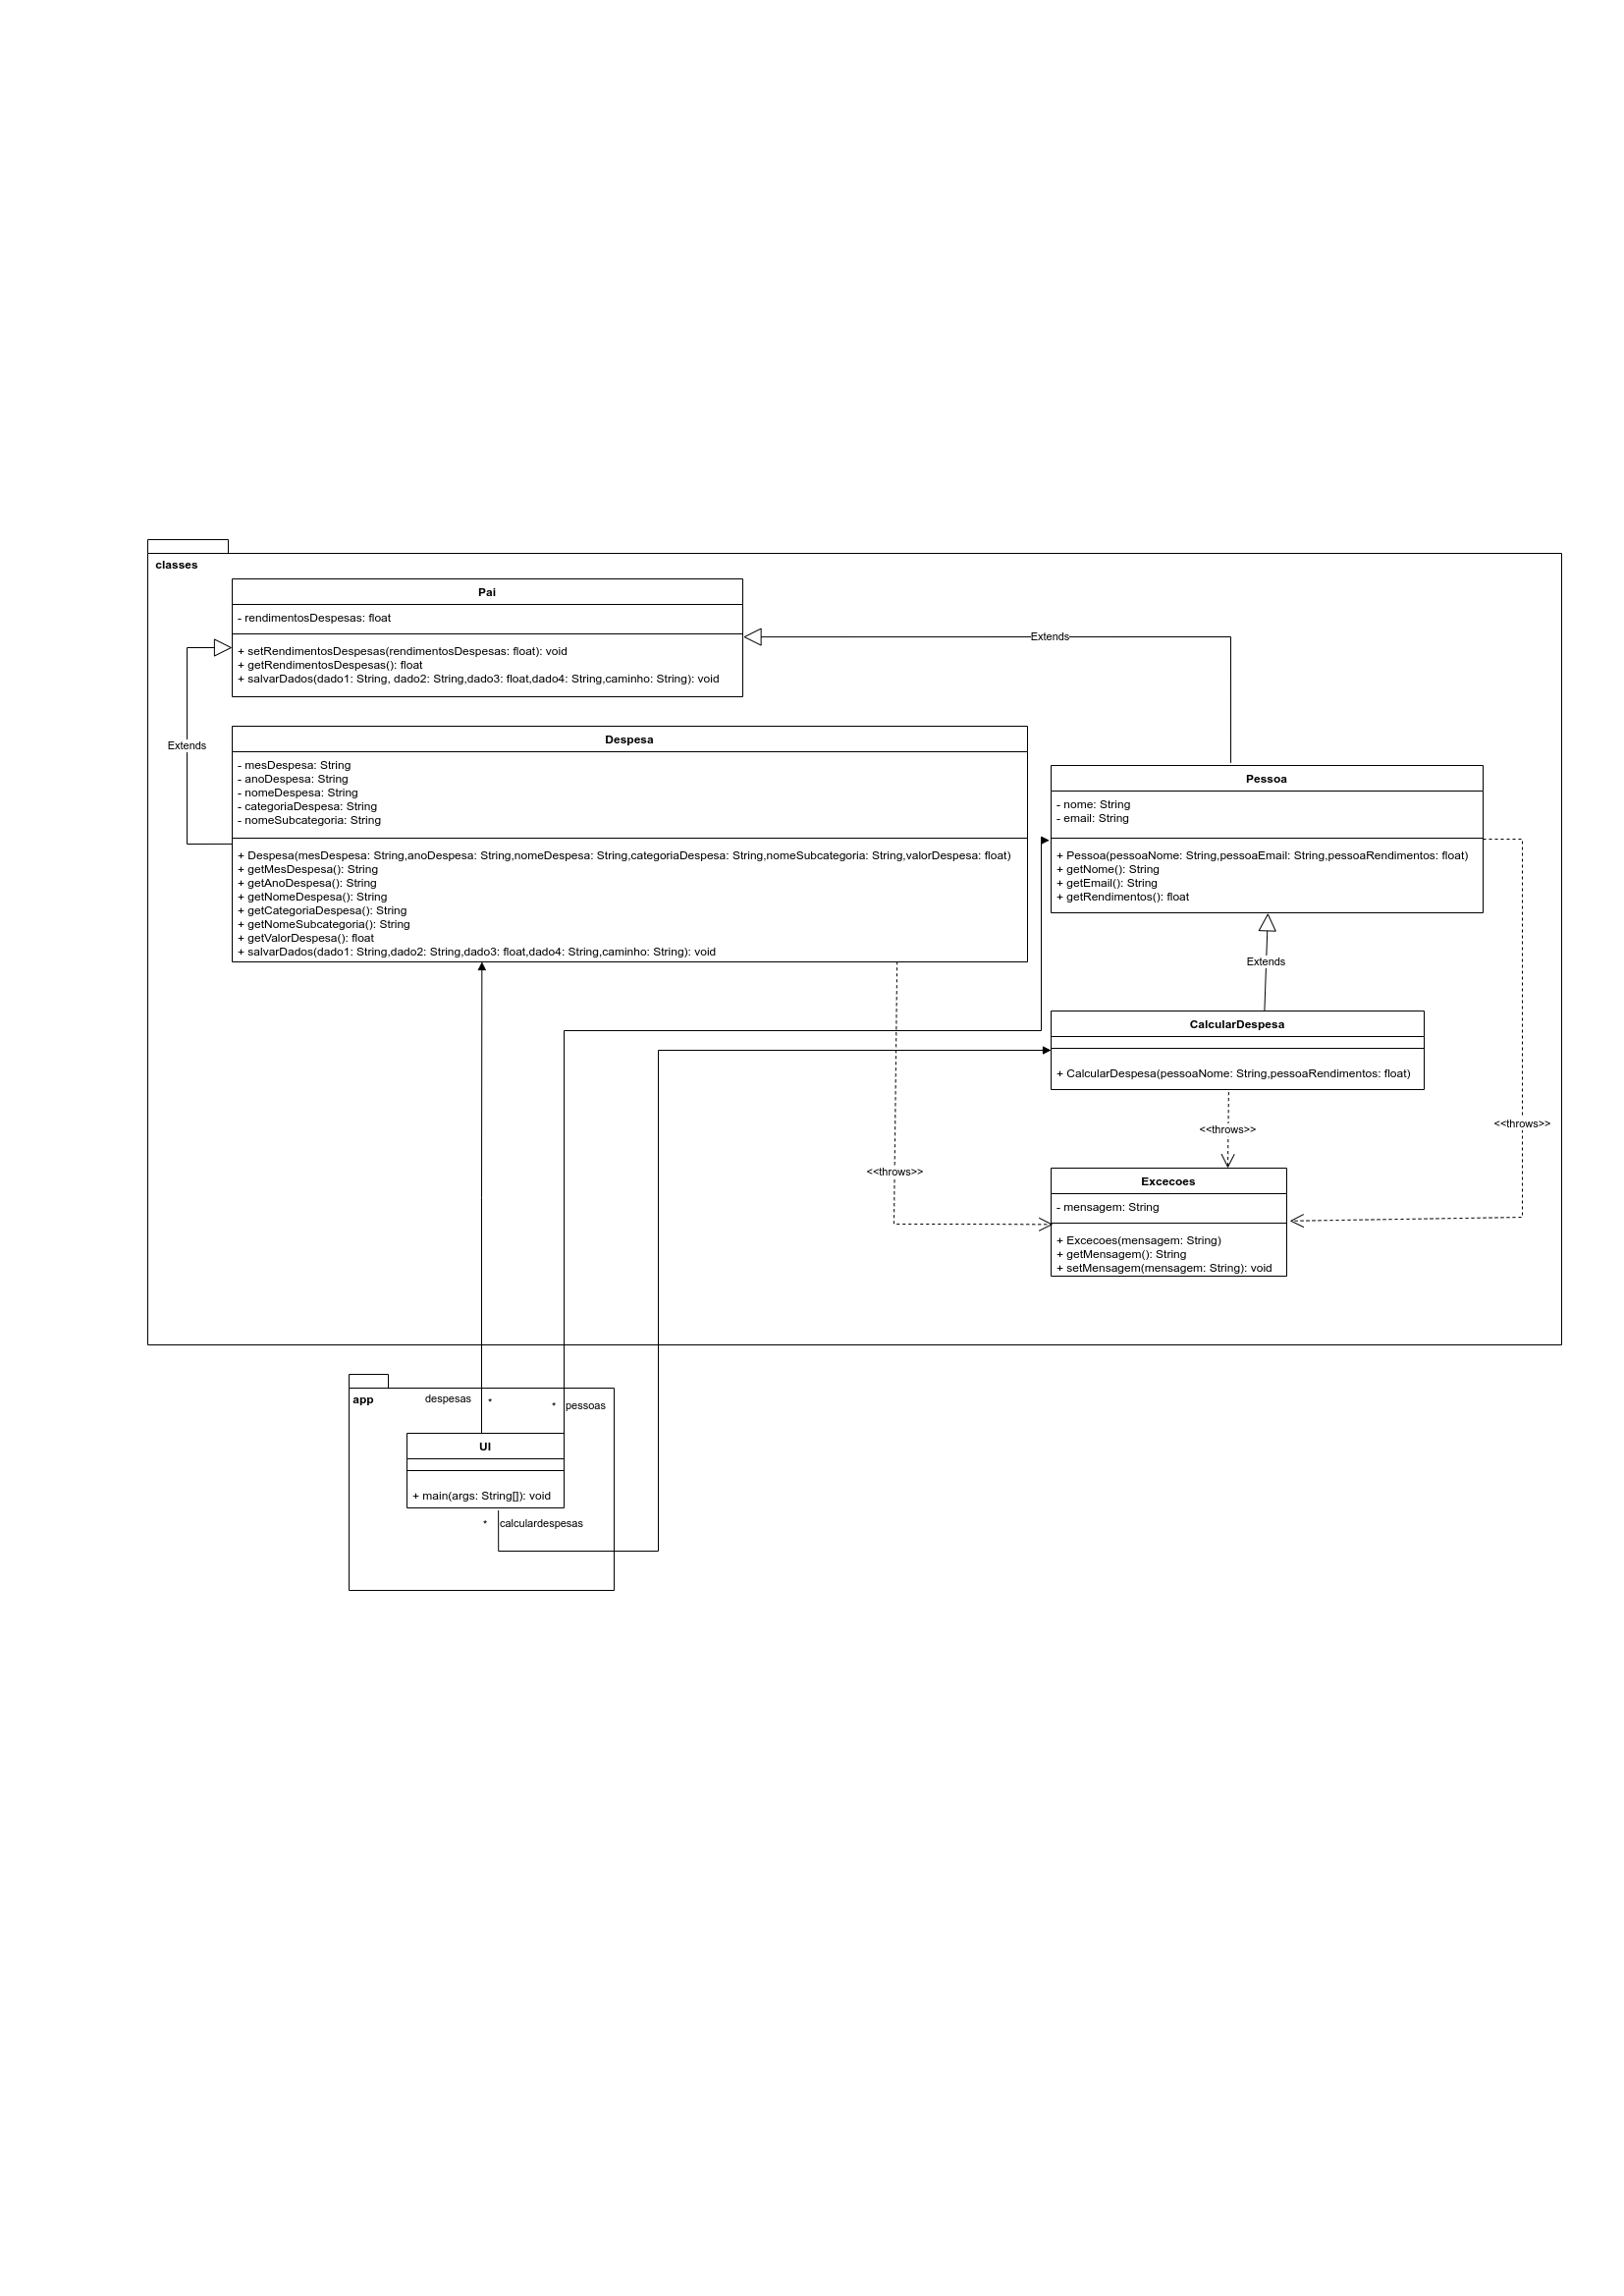 classes
Pai
- rendimentosDespesas: float
+ setRendimentosDespesas(rendimentosDespesas: float): void
+ getRendimentosDespesas(): float
+ salvarDados(dado1: String, dado2: String,dado3: float,dado4: String,caminho: String): void
Extends
Extends
Despesa
- mesDespesa: String
- anoDespesa: String
- nomeDespesa: String
- categoriaDespesa: String
- nomeSubcategoria: String
+ Despesa(mesDespesa: String,anoDespesa: String,nomeDespesa: String,categoriaDespesa: String,nomeSubcategoria: String,valorDespesa: float)
+ getMesDespesa(): String
+ getAnoDespesa(): String
+ getNomeDespesa(): String
+ getCategoriaDespesa(): String
+ getNomeSubcategoria(): String
+ getValorDespesa(): float
+ salvarDados(dado1: String,dado2: String,dado3: float,dado4: String,caminho: String): void
Pessoa
- nome: String
- email: String
+ Pessoa(pessoaNome: String,pessoaEmail: String,pessoaRendimentos: float)
+ getNome(): String
+ getEmail(): String
+ getRendimentos(): float
Extends
CalcularDespesa
+ CalcularDespesa(pessoaNome: String,pessoaRendimentos: float)
<<throws>>
<<throws>>
<<throws>>
Excecoes
- mensagem: String
+ Excecoes(mensagem: String)
+ getMensagem(): String
+ setMensagem(mensagem: String): void
app
despesas *
* pessoas
UI
+ main(args: String[]): void
* calculardespesas